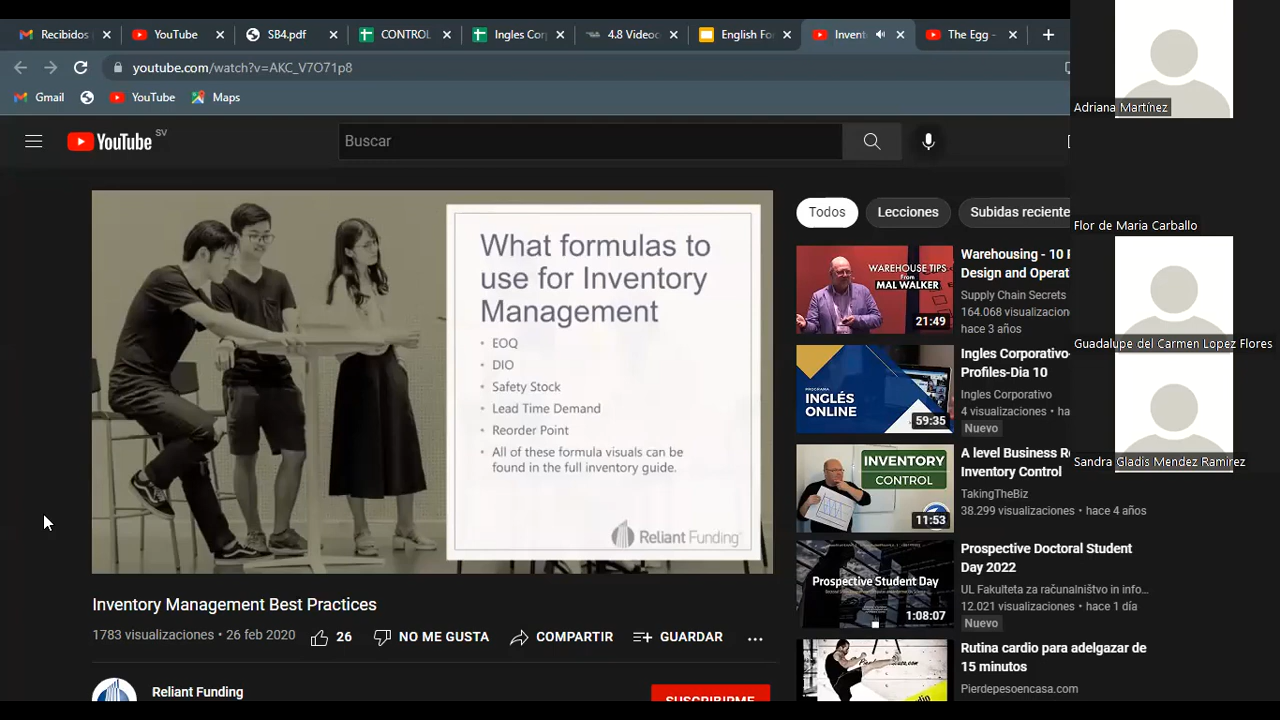 Recibidos
YouTube
SB4.pdf
CONTROL
Ingles Cor
4.8 Videoc
English Fo
Invent
The Egg -
youtube.com/watch?v=AKC_V7O71p8
Gmail
YouTube
Maps
YouTube
SV
Buscar
What formulas to
use for Inventory
Management
• EOQ
• DIO
• Safety Stock
• Lead Time Demand
• Reorder Point
• All of these formula visuals can be
found in the full inventory guide.
Reliant Funding
Inventory Management Best Practices
1783 visualizaciones • 26 feb 2020
26
NO ME GUSTA
COMPARTIR
GUARDAR
Reliant Funding
SUSCRIBIRME
Todos
Lecciones
Subidas reciente
WAREHOUSE TIPS
From
MAL WALKER
21:49
Warehousing - 10
Design and Operat
Supply Chain Secrets
164.068 visualizacion
hace 3 años
PROGRAMA
INGLÉS
ONLINE
59:35
Ingles Corporativo-
Profiles-Dia 10
Ingles Corporativo
4 visualizaciones • ha
Nuevo
INVENTORY
CONTROL
11:53
A level Business Re
Inventory Control
TakingTheBiz
38.299 visualizaciones • hace 4 años
Prospective Student Day
1:08:07
Prospective Doctoral Student
Day 2022
UL Fakulteta za računalništvo in info...
12.021 visualizaciones • hace 1 día
Nuevo
Rutina cardio para adelgazar de
15 minutos
Pierdepesoencasa.com
Adriana Martínez
Flor de Maria Carballo
Guadalupe del Carmen Lopez Flores
Sandra Gladis Mendez Ramirez